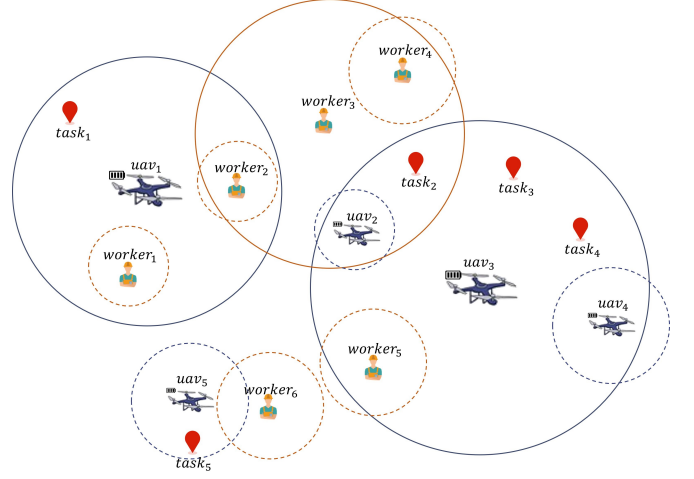 worker₄
worker₃
task₁
uav₁
worker₂
task₂
task₃
uav₂
task₄
worker₁
uav₃
uav₄
worker₅
uav₅
worker₆
task₅